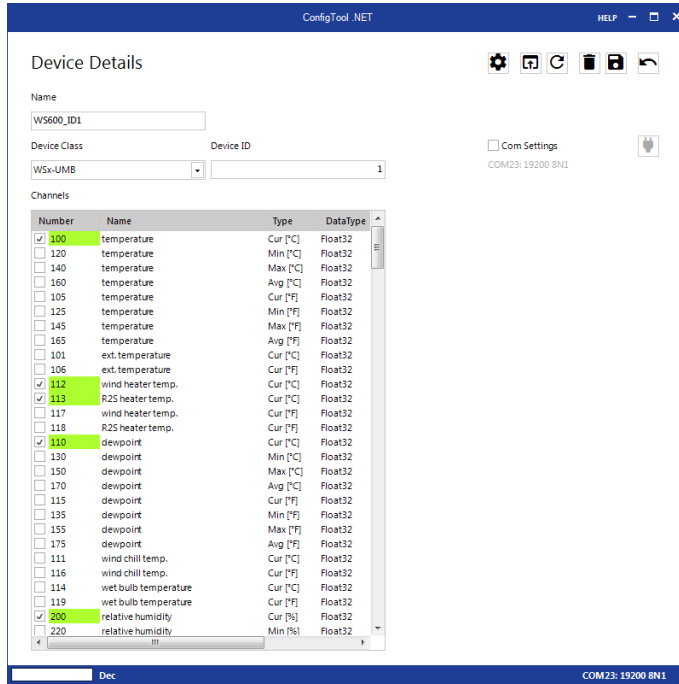 ConfigTool .NET HELP
Device Details
Name
WS600_ID1
Device Class Device ID
WSx-UMB 1
Com Settings
COM23: 19200 8N1
Channels
Number Name Type DataType
100 temperature Cur [°C] Float32
120 temperature Min [°C] Float32
140 temperature Max [°C] Float32
160 temperature Avg [°C] Float32
105 temperature Cur [°F] Float32
125 temperature Min [°F] Float32
145 temperature Max [°F] Float32
165 temperature Avg [°F] Float32
101 ext. temperature Cur [°C] Float32
106 ext. temperature Cur [°F] Float32
112 wind heater temp. Cur [°C] Float32
113 R2S heater temp. Cur [°C] Float32
117 wind heater temp. Cur [°F] Float32
118 R2S heater temp. Cur [°F] Float32
110 dewpoint Cur [°C] Float32
130 dewpoint Min [°C] Float32
150 dewpoint Max [°C] Float32
170 dewpoint Avg [°C] Float32
115 dewpoint Cur [°F] Float32
135 dewpoint Min [°F] Float32
155 dewpoint Max [°F] Float32
175 dewpoint Avg [°F] Float32
111 wind chill temp. Cur [°C] Float32
116 wind chill temp. Cur [°F] Float32
114 wet bulb temperature Cur [°C] Float32
119 wet bulb temperature Cur [°F] Float32
200 relative humidity Cur [%] Float32
220 relative humidity Min [%] Float32
Dec COM23: 19200 8N1